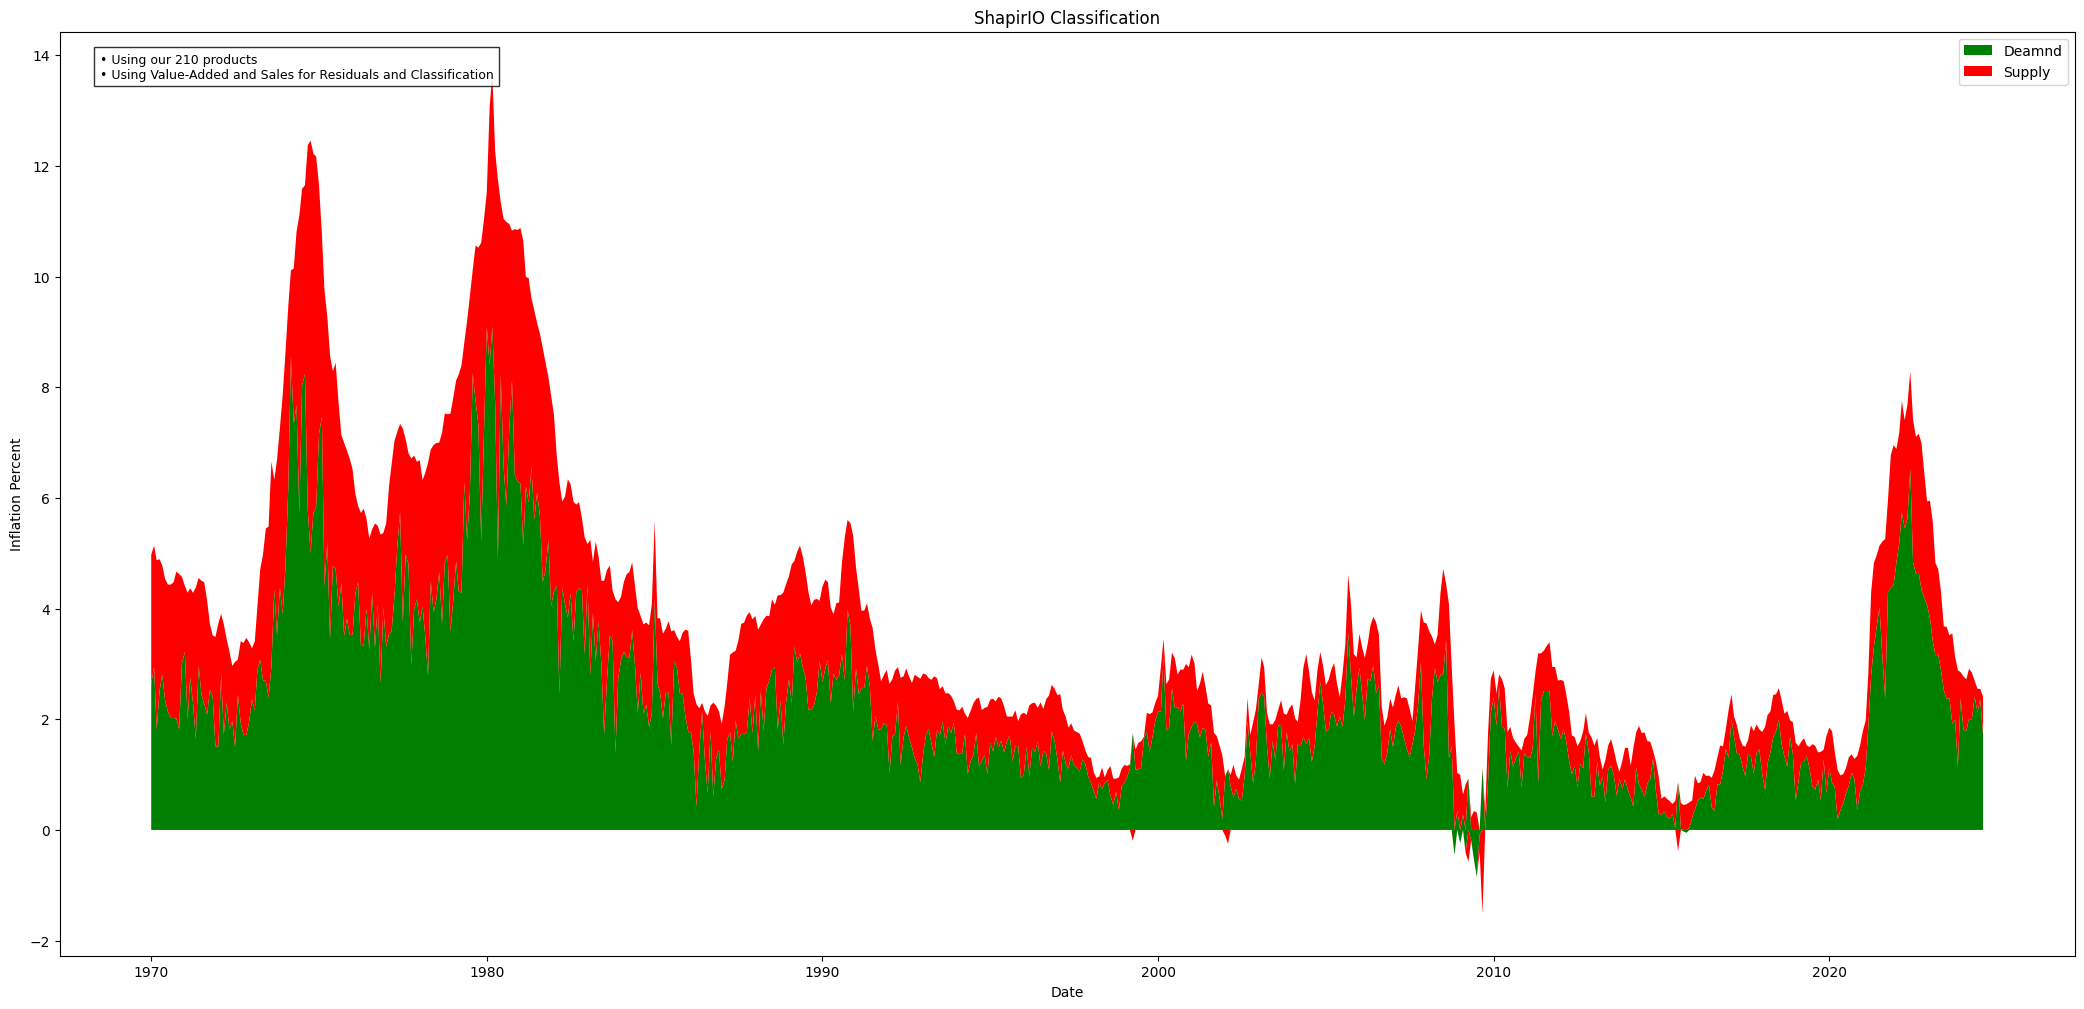 ShapirIO Classification
• Using our 210 products
• Using Value-Added and Sales for Residuals and Classification
Deamnd
Supply
Inflation Percent
14
12
10
8
6
4
2
0
−2
1970
1980
1990
2000
2010
2020
Date